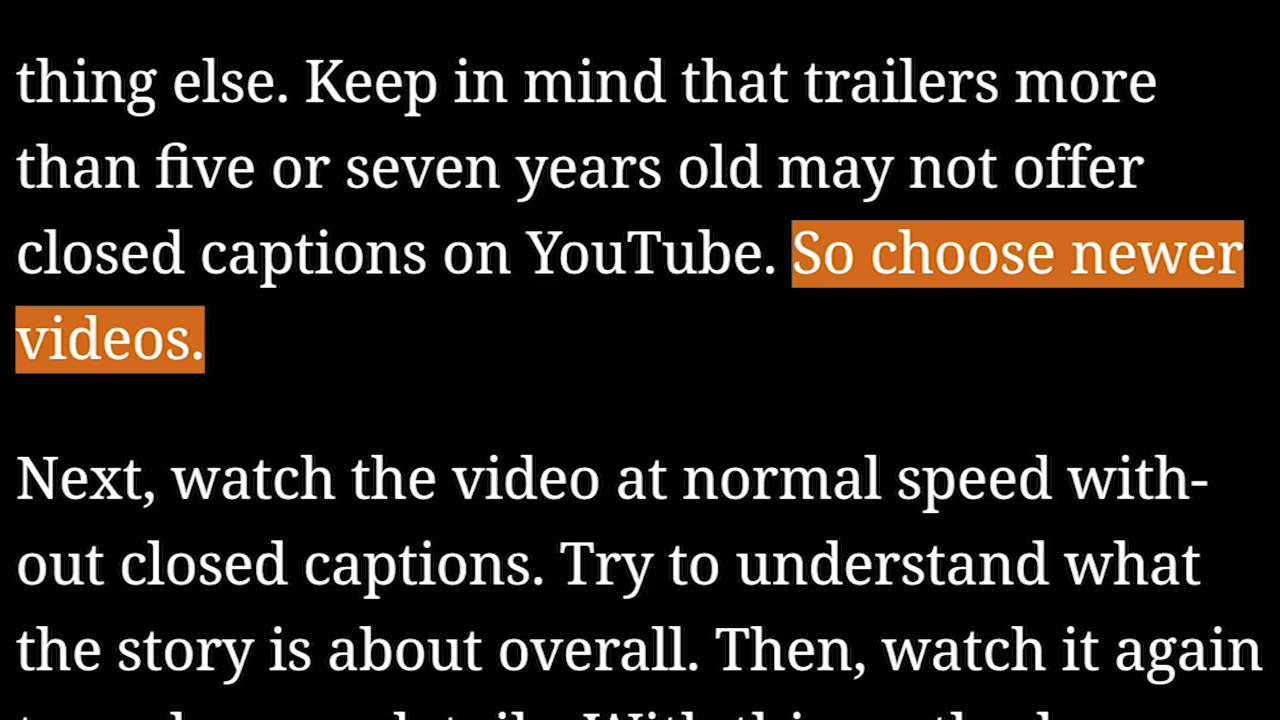 thing else. Keep in mind that trailers more
than five or seven years old may not offer
closed captions on YouTube. So choose newer
videos.
Next, watch the video at normal speed with-
out closed captions. Try to understand what
the story is about overall. Then, watch it again